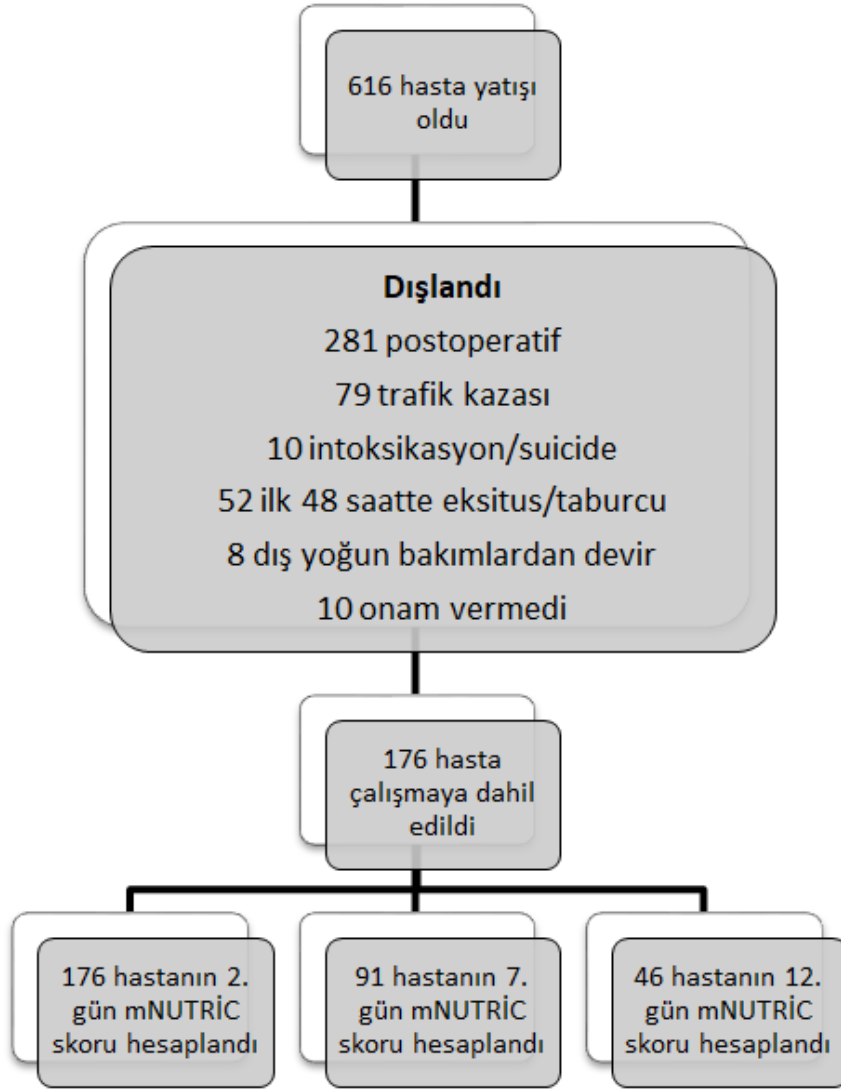 616 hasta yatışı
oldu
Dışlandı
281 postoperatif
79 trafik kazası
10 intoksikasyon/suicide
52 ilk 48 saatte eksitus/taburcu
8 dış yoğun bakımlardan devir
10 onam vermedi
176 hasta
çalışmaya dahil
edildi
176 hastanın 2.
gün mNUTRİC
skoru hesaplandı
91 hastanın 7.
gün mNUTRİC
skoru hesaplandı
46 hastanın 12.
gün mNUTRİC
skoru hesaplandı